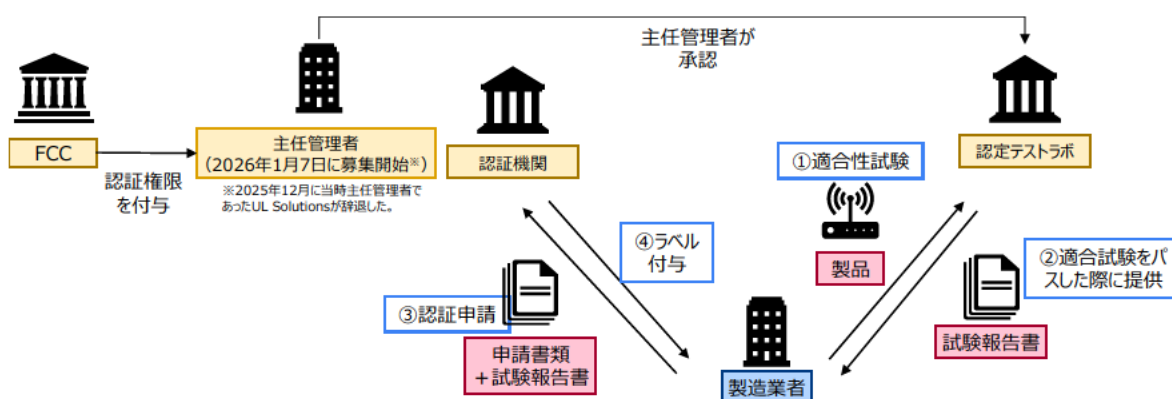 主任管理者が
承認
FCC
認証権限
を付与
主任管理者
（2026年1月7日に募集開始※）
※2025年12月に当時主任管理者で
あったUL Solutionsが辞退した。
認証機関
認定テストラボ
①適合性試験
製品
②適合試験をパ
スした際に提供
試験報告書
④ラベル
付与
③認証申請
申請書類
＋試験報告書
製造業者